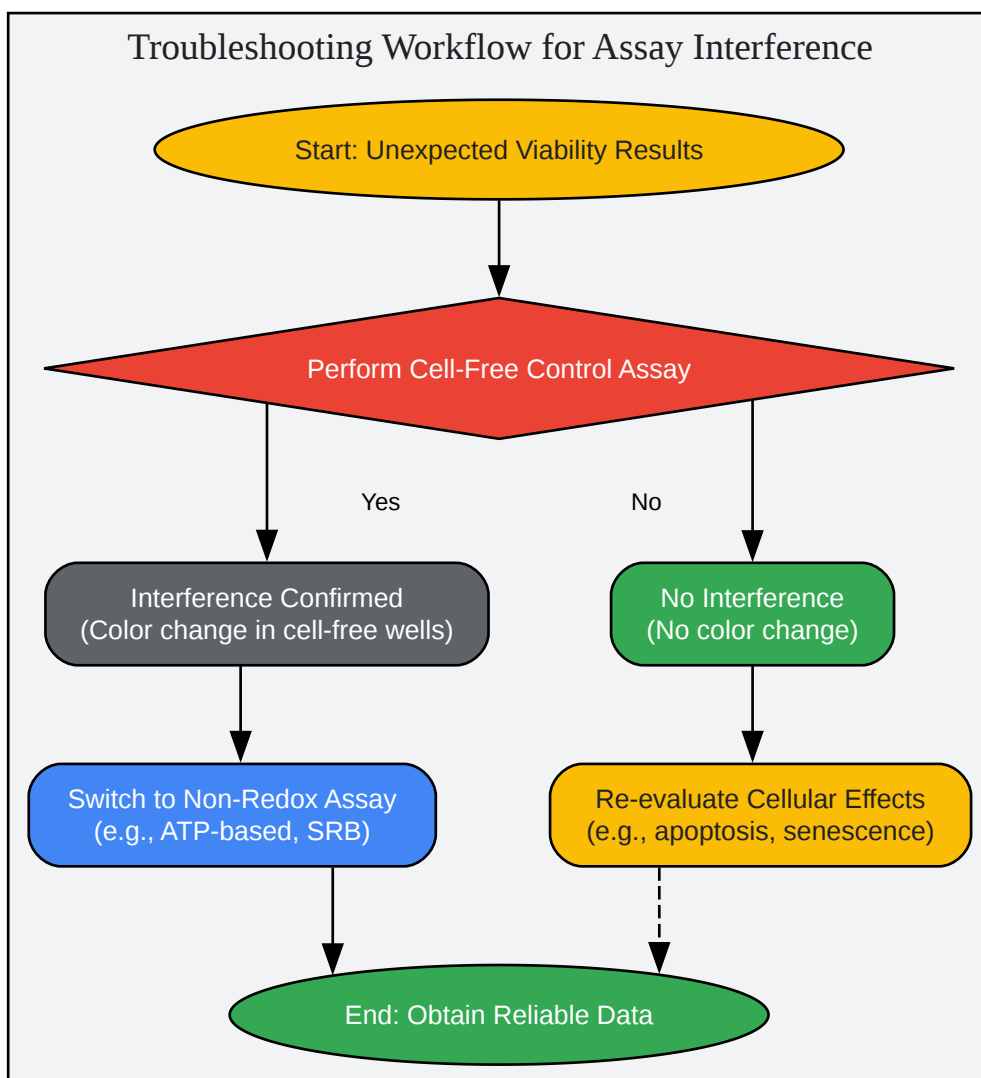 Troubleshooting Workflow for Assay Interference
Start: Unexpected Viability Results
Perform Cell-Free Control Assay
Yes
No
Interference Confirmed
(Color change in cell-free wells)
No Interference
(No color change)
Switch to Non-Redox Assay
(e.g., ATP-based, SRB)
Re-evaluate Cellular Effects
(e.g., apoptosis, senescence)
End: Obtain Reliable Data